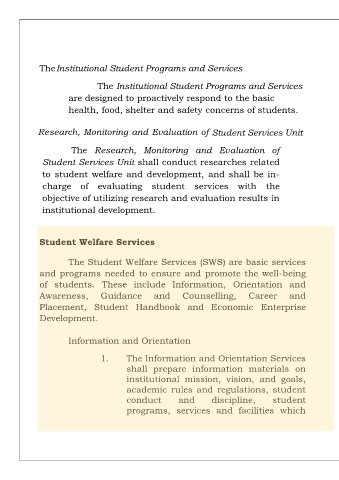 The Institutional Student Programs and Services
The Institutional Student Programs and Services
are designed to proactively respond to the basic
health, food, shelter and safety concerns of students.
Research, Monitoring and Evaluation of Student Services Unit
The Research, Monitoring and Evaluation of
Student Services Unit shall conduct researches related
to student welfare and development, and shall be in-
charge of evaluating student services with the
objective of utilizing research and evaluation results in
institutional development.
Student Welfare Services
The Student Welfare Services (SWS) are basic services
and programs needed to ensure and promote the well-being
of students. These include Information, Orientation and
Awareness, Guidance and Counselling, Career and
Placement, Student Handbook and Economic Enterprise
Development.
Information and Orientation
1. The Information and Orientation Services
shall prepare information materials on
institutional mission, vision, and goals,
academic rules and regulations, student
conduct and discipline, student
programs, services and facilities which